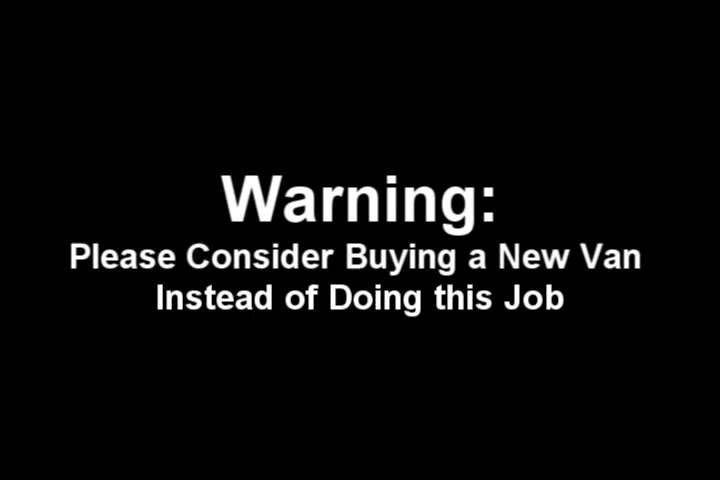 Warning:
Please Consider Buying a New Van
Instead of Doing this Job